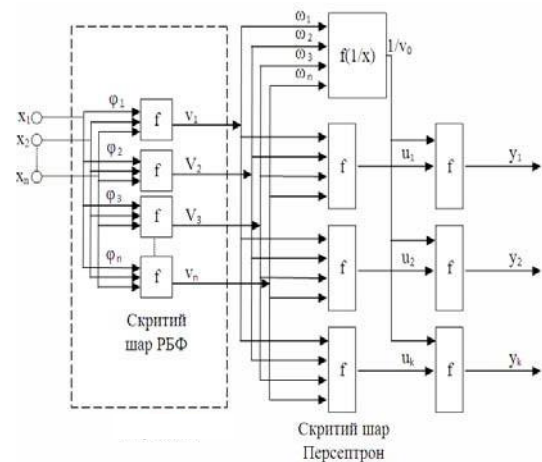 ω₁
ω₂
ω₃
ωₙ
f(1/x)
1/v₀
x₁
x₂
xₙ
φ₁
f
v₁
φ₂
f
V₂
φ₃
f
V₃
φₙ
f
vₙ
f
u₁
f
y₁
f
u₂
f
y₂
f
uₖ
f
yₖ
Скритий
шар РБФ
Скритий шар
Персептрон